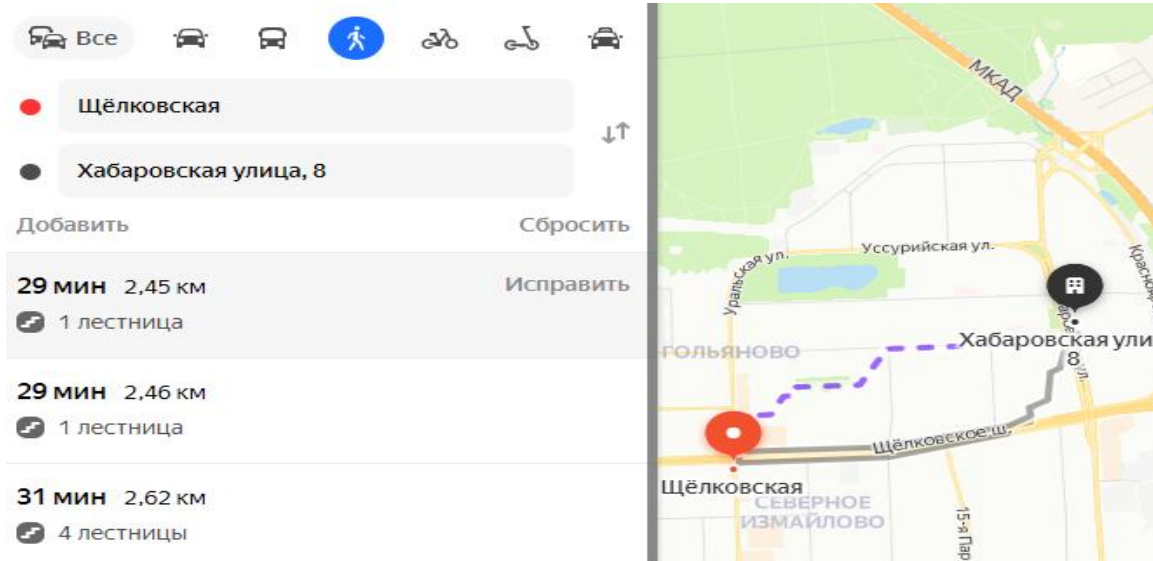 Все
Щёлковская
Хабаровская улица, 8
Добавить
Сбросить
29 мин 2,45 км
Исправить
1 лестница
29 мин 2,46 км
1 лестница
31 мин 2,62 км
4 лестницы
МКАД
Уссурийская ул.
Уральская ул.
Хабаровская ули
8
ГОЛЬЯНОВО
Щёлковское ш.
Щёлковская
СЕВЕРНОЕ
ИЗМАЙЛОВО
15-я Пар